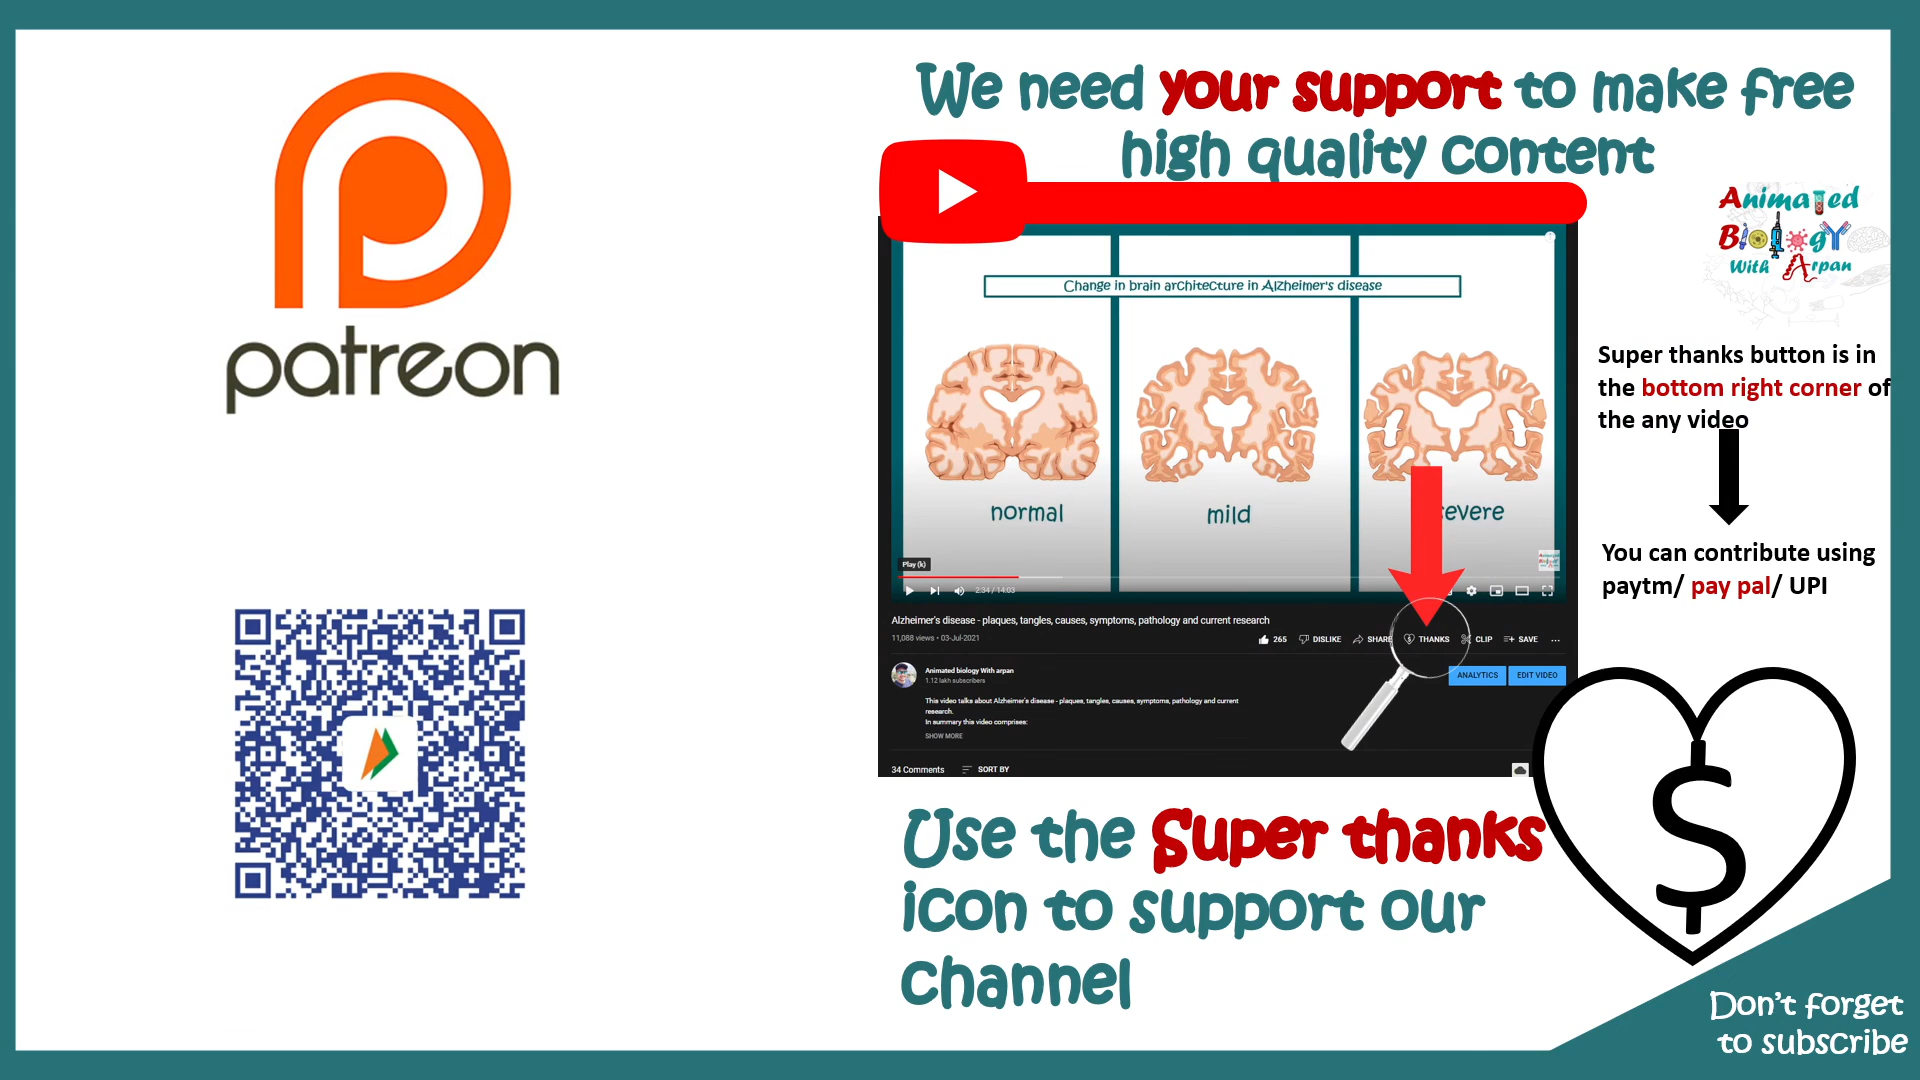 patreon
We need your support to make free
high quality content
Animated
Biology
With Arpan
Change in brain architecture in Alzheimer's disease
normal
mild
severe
Play (k)
2:34 / 14:03
Alzheimer's disease - plaques, tangles, causes, symptoms, pathology and current research
11,088 views • 03-Jul-2021
265 DISLIKE SHARE THANKS CLIP SAVE ...
Animated biology With arpan
1.12 lakh subscribers
ANALYTICS EDIT VIDEO
This video talks about Alzheimer's disease - plaques, tangles, causes, symptoms, pathology and current
research.
In summary this video comprises:
SHOW MORE
34 Comments SORT BY
Super thanks button is in
the bottom right corner of
the any video
You can contribute using
paytm/ pay pal/ UPI
$
Use the Super thanks
icon to support our
channel
Don't forget
to subscribe